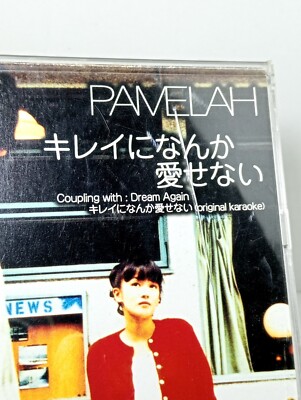 PAMELAH
キレイになんか
愛せない
Coupling with : Dream Again
キレイになんか愛せない(original karaoke)
NEWS